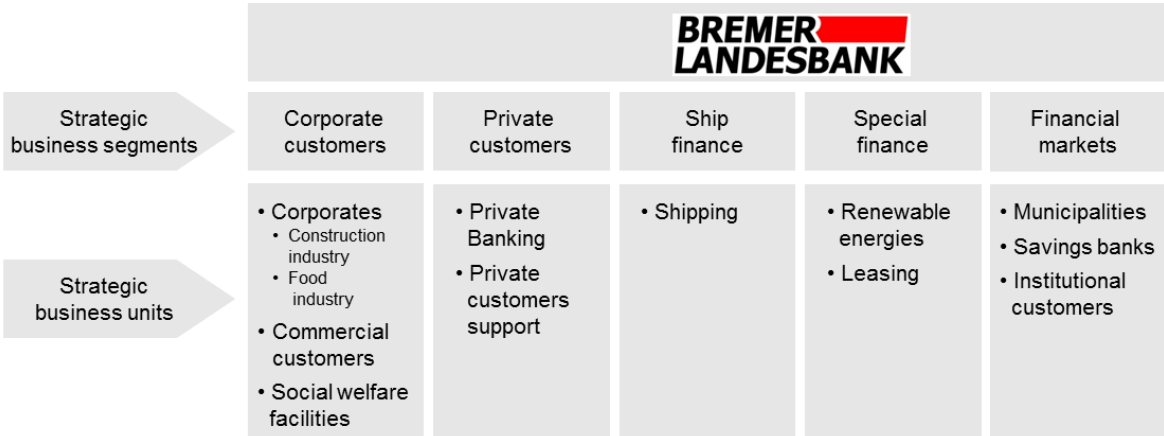 BREMER
LANDESBANK
Strategic
business segments
Corporate
customers
Private
customers
Ship
finance
Special
finance
Financial
markets
Strategic
business units
• Corporates
• Construction
industry
• Food
industry
• Commercial
customers
• Social welfare
facilities
• Private
Banking
• Private
customers
support
• Shipping
• Renewable
energies
• Leasing
• Municipalities
• Savings banks
• Institutional
customers